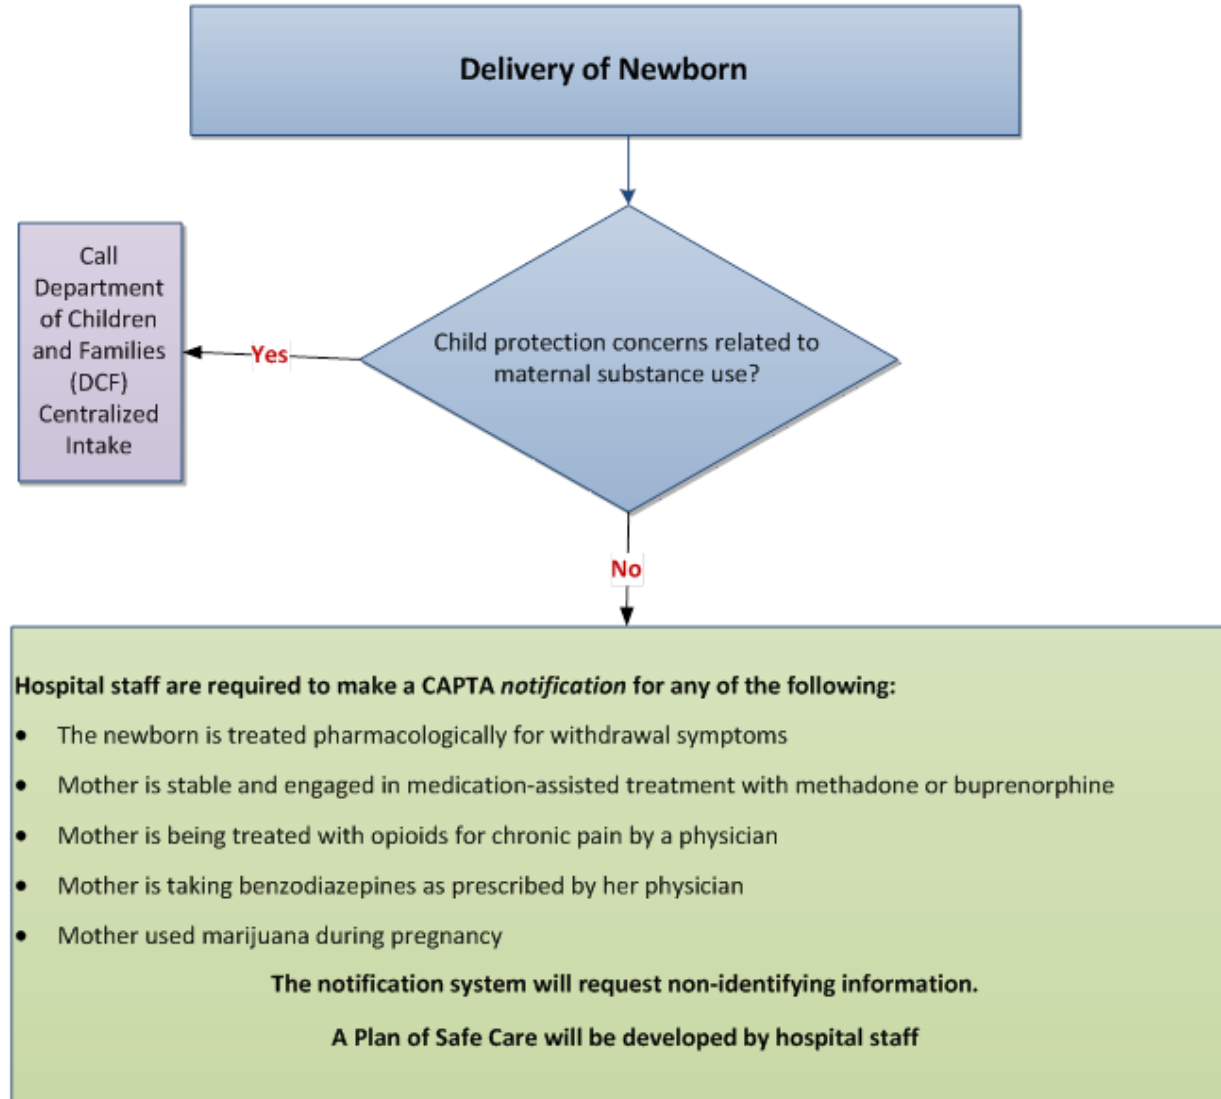 Delivery of Newborn
Call
Department
of Children
and Families
(DCF)
Centralized
Intake
Yes
Child protection concerns related to
maternal substance use?
No
Hospital staff are required to make a CAPTA notification for any of the following:
• The newborn is treated pharmacologically for withdrawal symptoms
• Mother is stable and engaged in medication-assisted treatment with methadone or buprenorphine
• Mother is being treated with opioids for chronic pain by a physician
• Mother is taking benzodiazepines as prescribed by her physician
• Mother used marijuana during pregnancy
The notification system will request non-identifying information.
A Plan of Safe Care will be developed by hospital staff